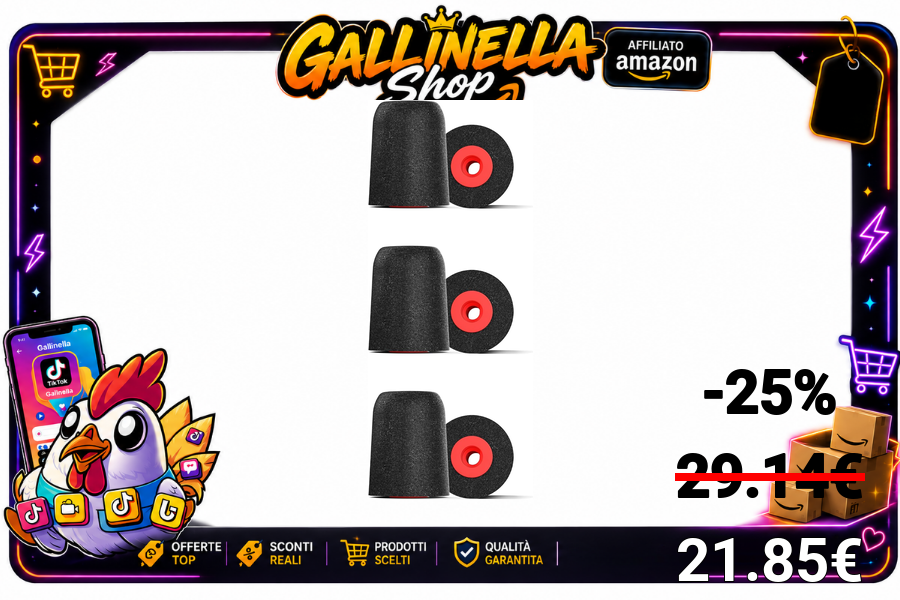 GALLINELLA
Shop
AFFILIATO
amazon
Gallinella
TikTok
Gallinella
-25%
29.14€
21.85€
OFFERTE
TOP
SCONTI
REALI
PRODOTTI
SCELTI
QUALITÀ
GARANTITA